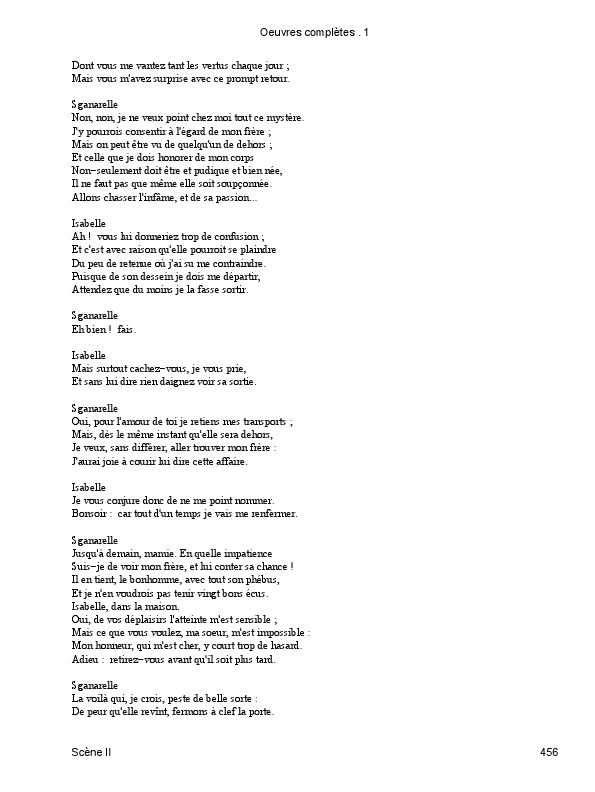 Oeuvres complètes . 1
Dont vous me vantez tant les vertus chaque jour ;
Mais vous m'avez surprise avec ce prompt retour.
Sganarelle
Non, non, je ne veux point chez moi tout ce mystère.
J'y pourrois consentir à l'égard de mon frère ;
Mais on peut être vu de quelqu'un de dehors ;
Et celle que je dois honorer de mon corps
Non−seulement doit être et pudique et bien née,
Il ne faut pas que même elle soit soupçonnée.
Allons chasser l'infâme, et de sa passion...
Isabelle
Ah ! vous lui donneriez trop de confusion ;
Et c'est avec raison qu'elle pourroit se plaindre
Du peu de retenue où j'ai su me contraindre.
Puisque de son dessein je dois me départir,
Attendez que du moins je la fasse sortir.
Sganarelle
Eh bien ! fais.
Isabelle
Mais surtout cachez−vous, je vous prie,
Et sans lui dire rien daignez voir sa sortie.
Sganarelle
Oui, pour l'amour de toi je retiens mes transports ;
Mais, dès le même instant qu'elle sera dehors,
Je veux, sans différer, aller trouver mon frère :
J'aurai joie à courir lui dire cette affaire.
Isabelle
Je vous conjure donc de ne me point nommer.
Bonsoir : car tout d'un temps je vais me renfermer.
Sganarelle
Jusqu'à demain, mamie. En quelle impatience
Suis−je de voir mon frère, et lui conter sa chance !
Il en tient, le bonhomme, avec tout son phébus,
Et je n'en voudrois pas tenir vingt bons écus.
Isabelle, dans la maison.
Oui, de vos déplaisirs l'atteinte m'est sensible ;
Mais ce que vous voulez, ma soeur, m'est impossible :
Mon honneur, qui m'est cher, y court trop de hasard.
Adieu : retirez−vous avant qu'il soit plus tard.
Sganarelle
La voilà qui, je crois, peste de belle sorte :
De peur qu'elle revînt, fermons à clef la porte.
Scène II
456